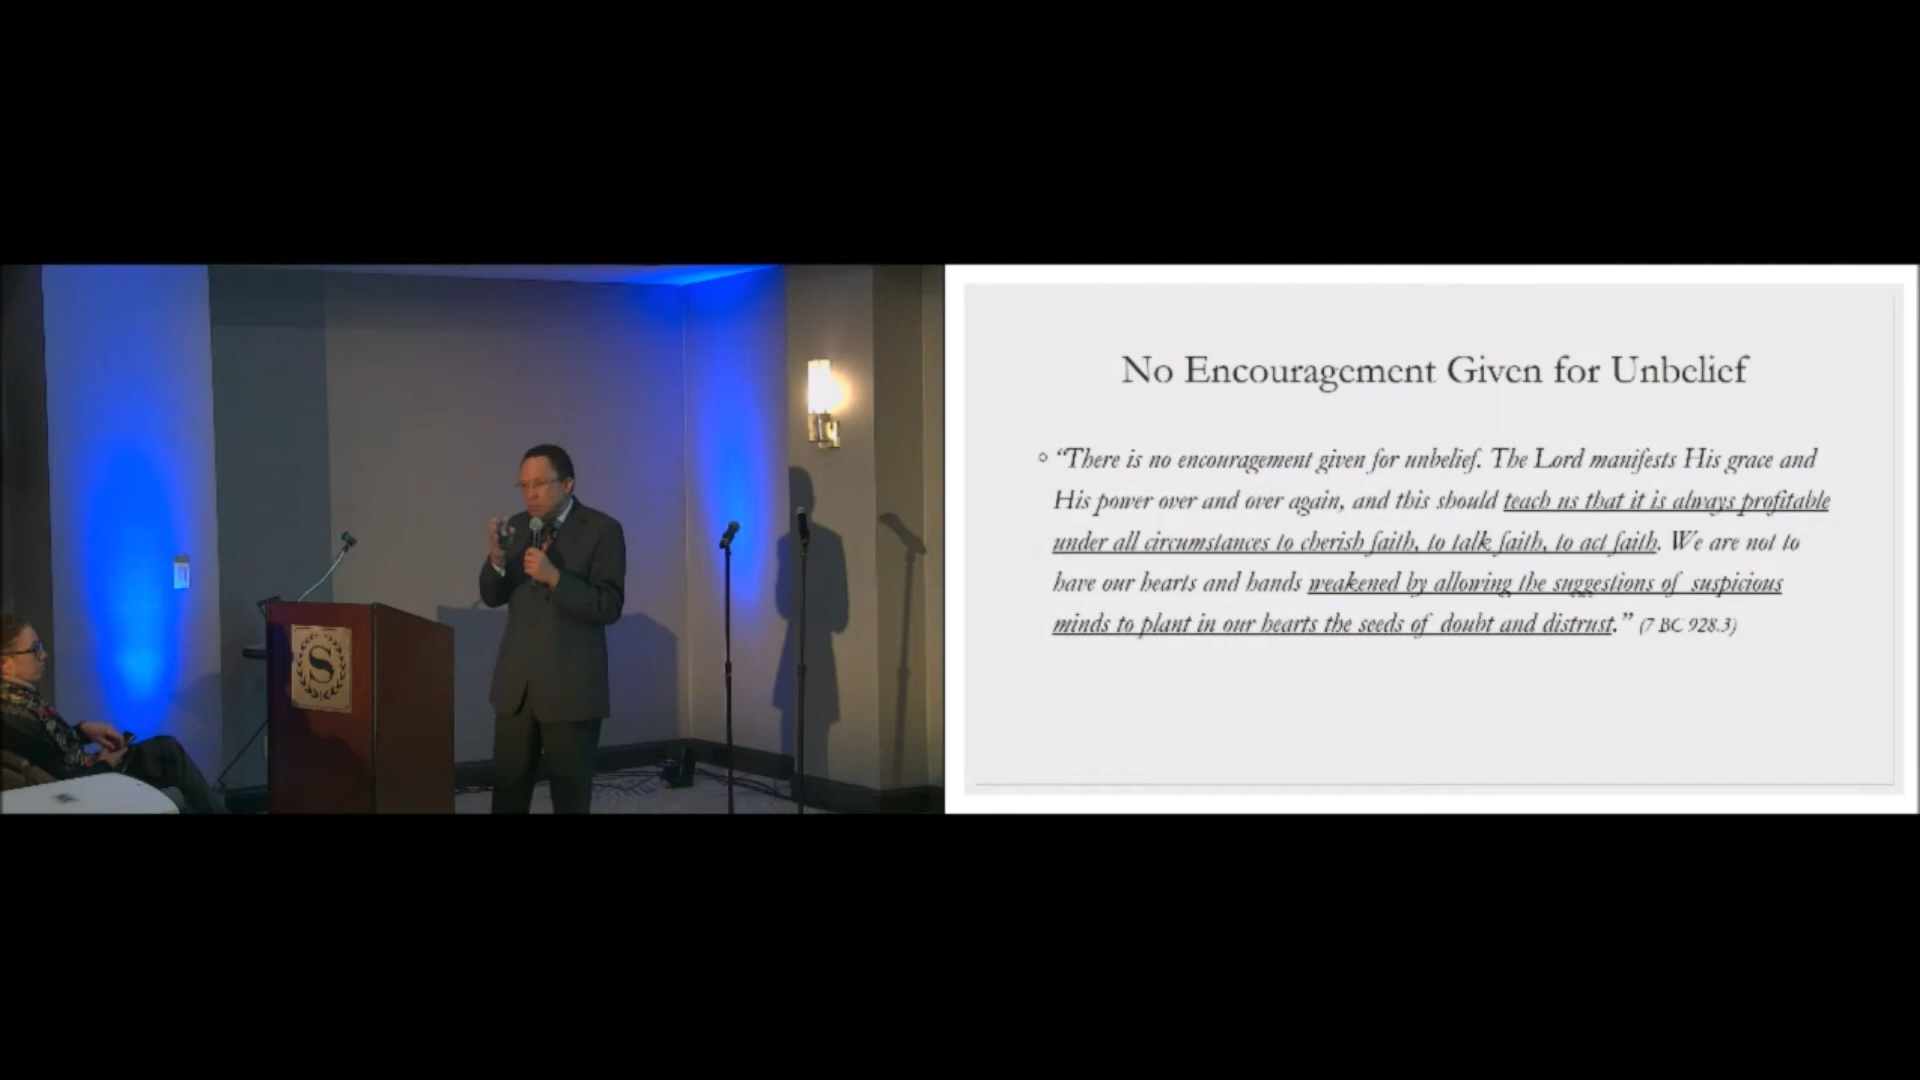 S
No Encouragement Given for Unbelief
“There is no encouragement given for unbelief. The Lord manifests His grace and
His power over and over again, and this should teach us that it is always profitable
under all circumstances to cherish faith, to talk faith, to act faith. We are not to
have our hearts and hands weakened by allowing the suggestions of suspicious
minds to plant in our hearts the seeds of doubt and distrust.” (7 BC 928.3)